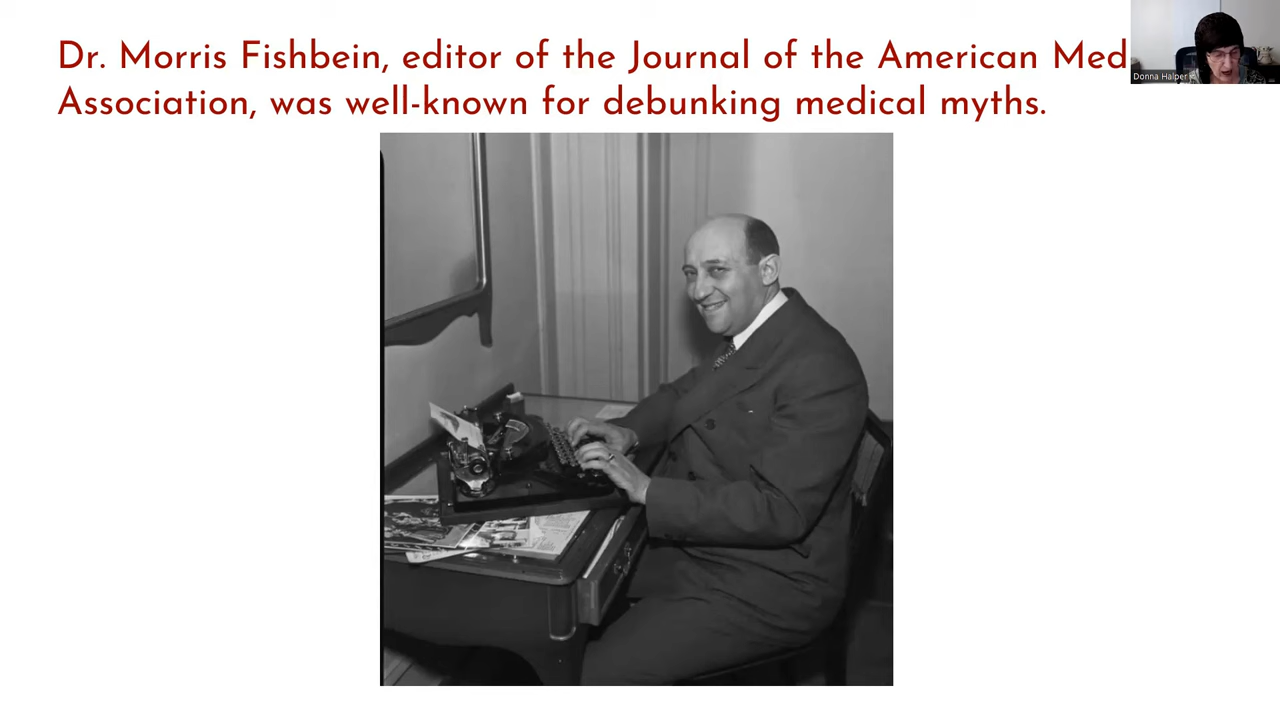 Dr. Morris Fishbein, editor of the Journal of the American Med
Association, was well-known for debunking medical myths.
Donna Halper